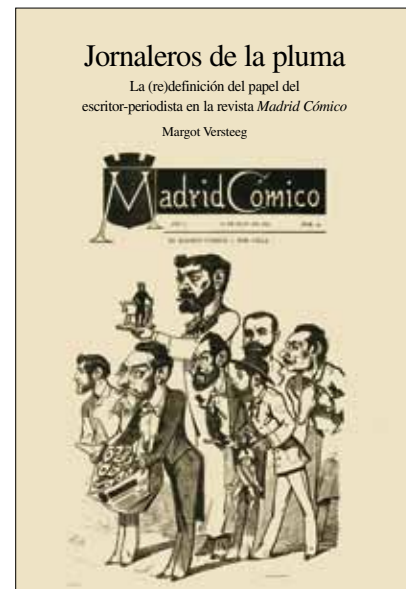 Jornaleros de la pluma
La (re)definición del papel del
escritor-periodista en la revista Madrid Cómico
Margot Versteeg
Madrid Cómico